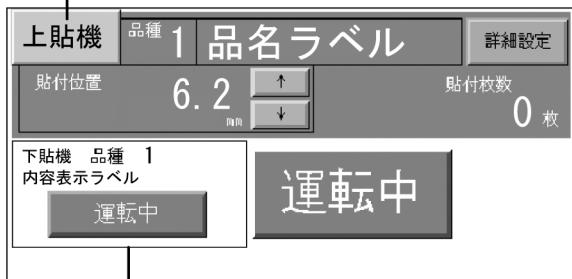 上貼機 品種 1 品名ラベル 詳細設定
貼付位置 6.2 mm ↑ ↓ 貼付枚数 0 枚
下貼機 品種 1
内容表示ラベル
運転中
運転中